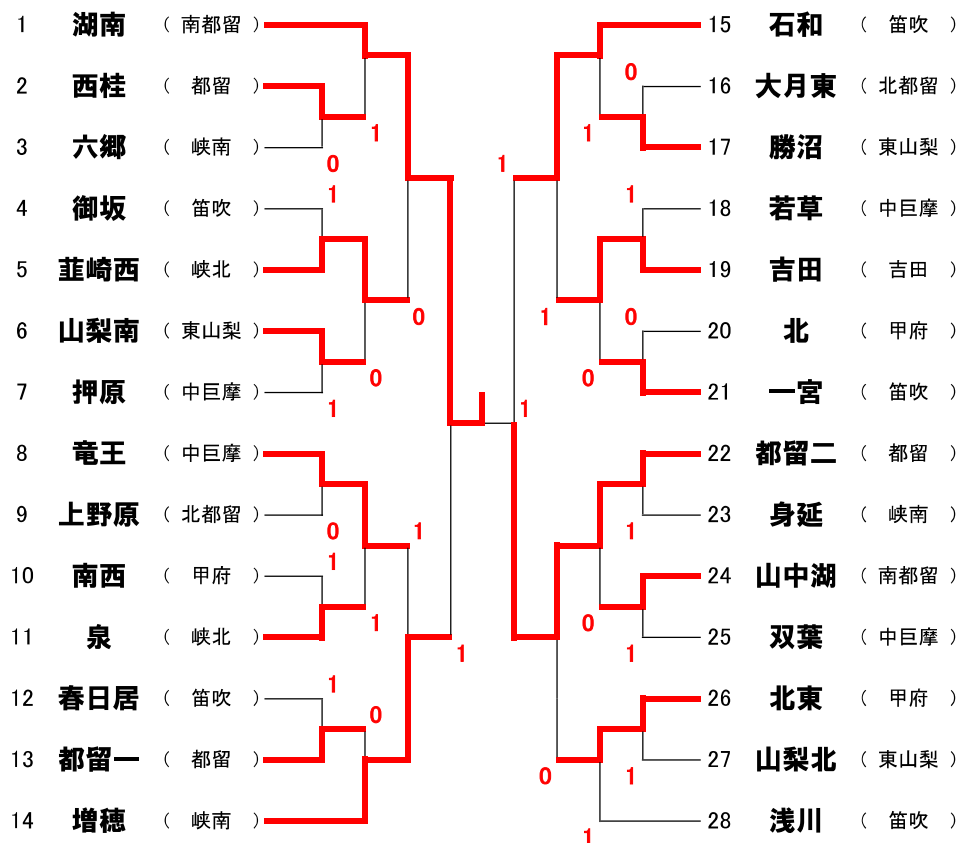 1 湖南 （ 南都留 ）
2 西桂 （ 都留 ）
3 六郷 （ 峡南 ）
4 御坂 （ 笛吹 ）
5 韮崎西 （ 峡北 ）
6 山梨南 （ 東山梨 ）
7 押原 （ 中巨摩 ）
8 竜王 （ 中巨摩 ）
9 上野原 （ 北都留 ）
10 南西 （ 甲府 ）
11 泉 （ 峡北 ）
12 春日居 （ 笛吹 ）
13 都留一 （ 都留 ）
14 増穂 （ 峡南 ）
1
0
1
0
0
1
0
1
1
1
1
1
0
1
1
0
1
1
1
0
0
1
1
0
1
1
0
1
15 石和 （ 笛吹 ）
16 大月東 （ 北都留 ）
17 勝沼 （ 東山梨 ）
18 若草 （ 中巨摩 ）
19 吉田 （ 吉田 ）
20 北 （ 甲府 ）
21 一宮 （ 笛吹 ）
22 都留二 （ 都留 ）
23 身延 （ 峡南 ）
24 山中湖 （ 南都留 ）
25 双葉 （ 中巨摩 ）
26 北東 （ 甲府 ）
27 山梨北 （ 東山梨 ）
28 浅川 （ 笛吹 ）